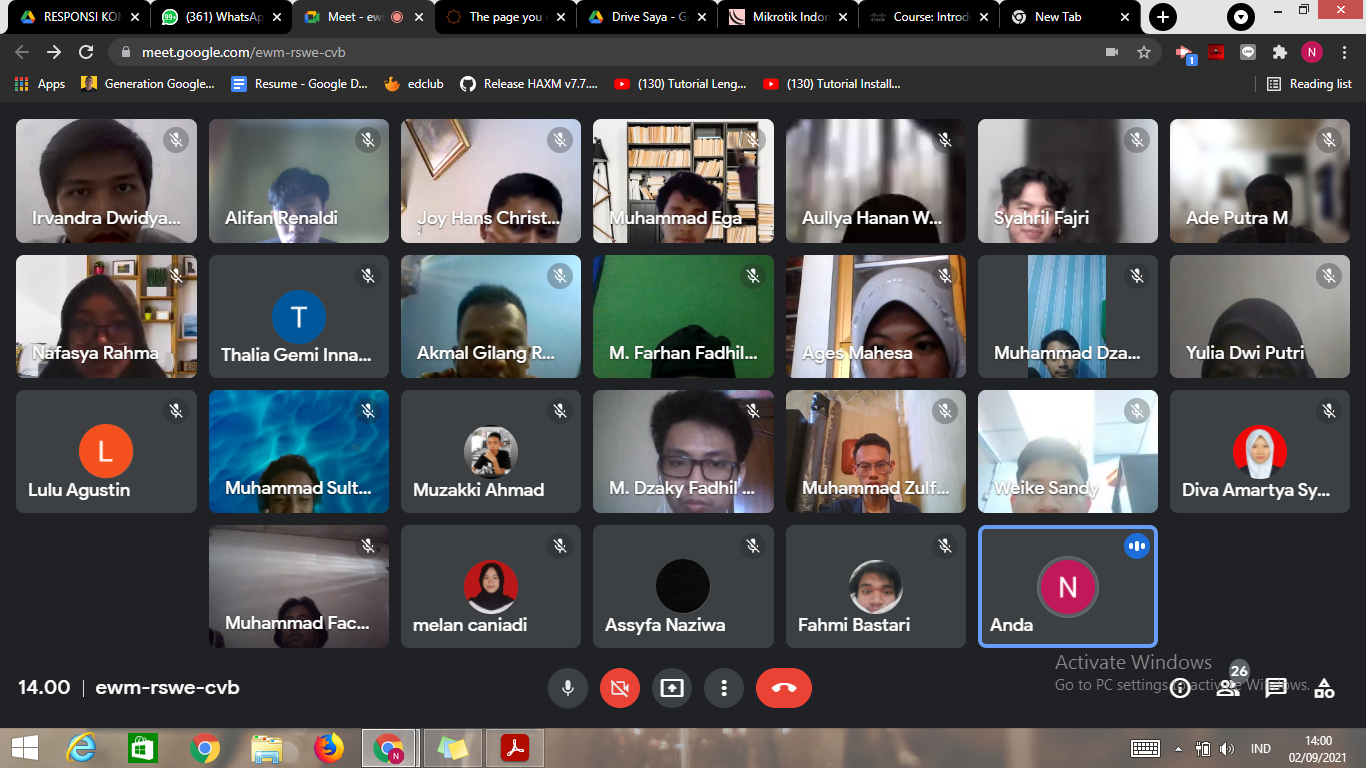 RESPONSI KOM
(361) WhatsAp
Meet - ew
The page you r
Drive Saya - G
Mikrotik Indon
Course: Introd
New Tab
meet.google.com/ewm-rswe-cvb
1
N
Apps
Generation Google...
Resume - Google D...
edclub
Release HAXM v7.7....
(130) Tutorial Leng...
(130) Tutorial Install...
Reading list
Irvandra Dwidya...
Alifan Renaldi
Joy Hans Christ...
Muhammad Ega
Aullya Hanan W...
Syahril Fajri
Ade Putra M
Nafasya Rahma
T
Thalia Gemi Inna...
Akmal Gilang R...
M. Farhan Fadhil...
Ages Mahesa
Muhammad Dza...
Yulia Dwi Putri
L
Lulu Agustin
Muhammad Sult...
Muzakki Ahmad
M. Dzaky Fadhil ...
Muhammad Zulf...
Weike Sandy
Diva Amartya Sy...
Muhammad Fac...
melan caniadi
Assyfa Naziwa
Fahmi Bastari
N
Anda
14.00 | ewm-rswe-cvb
Activate Windows
Go to PC settings to activate Windows.
26
N
IND
14:00
02/09/2021